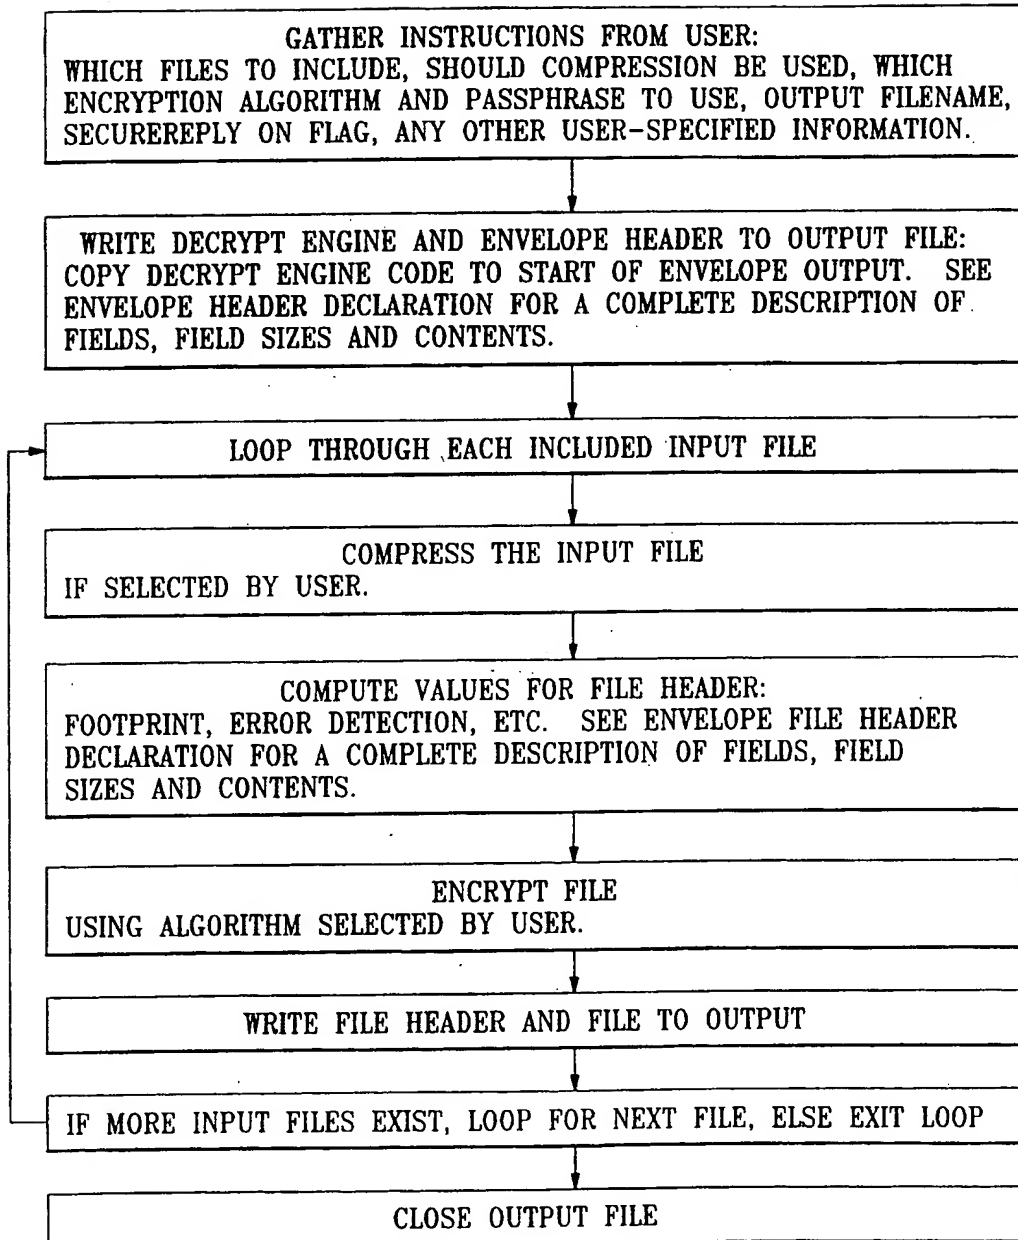 GATHER INSTRUCTIONS FROM USER:
WHICH FILES TO INCLUDE, SHOULD COMPRESSION BE USED, WHICH
ENCRYPTION ALGORITHM AND PASSPHRASE TO USE, OUTPUT FILENAME,
SECUREREPLY ON FLAG, ANY OTHER USER-SPECIFIED INFORMATION.
WRITE DECRYPT ENGINE AND ENVELOPE HEADER TO OUTPUT FILE:
COPY DECRYPT ENGINE CODE TO START OF ENVELOPE OUTPUT. SEE
ENVELOPE HEADER DECLARATION FOR A COMPLETE DESCRIPTION OF
FIELDS, FIELD SIZES AND CONTENTS.
LOOP THROUGH EACH INCLUDED INPUT FILE
COMPRESS THE INPUT FILE
IF SELECTED BY USER.
COMPUTE VALUES FOR FILE HEADER:
FOOTPRINT, ERROR DETECTION, ETC. SEE ENVELOPE FILE HEADER
DECLARATION FOR A COMPLETE DESCRIPTION OF FIELDS, FIELD
SIZES AND CONTENTS.
ENCRYPT FILE
USING ALGORITHM SELECTED BY USER.
WRITE FILE HEADER AND FILE TO OUTPUT
IF MORE INPUT FILES EXIST, LOOP FOR NEXT FILE, ELSE EXIT LOOP
CLOSE OUTPUT FILE